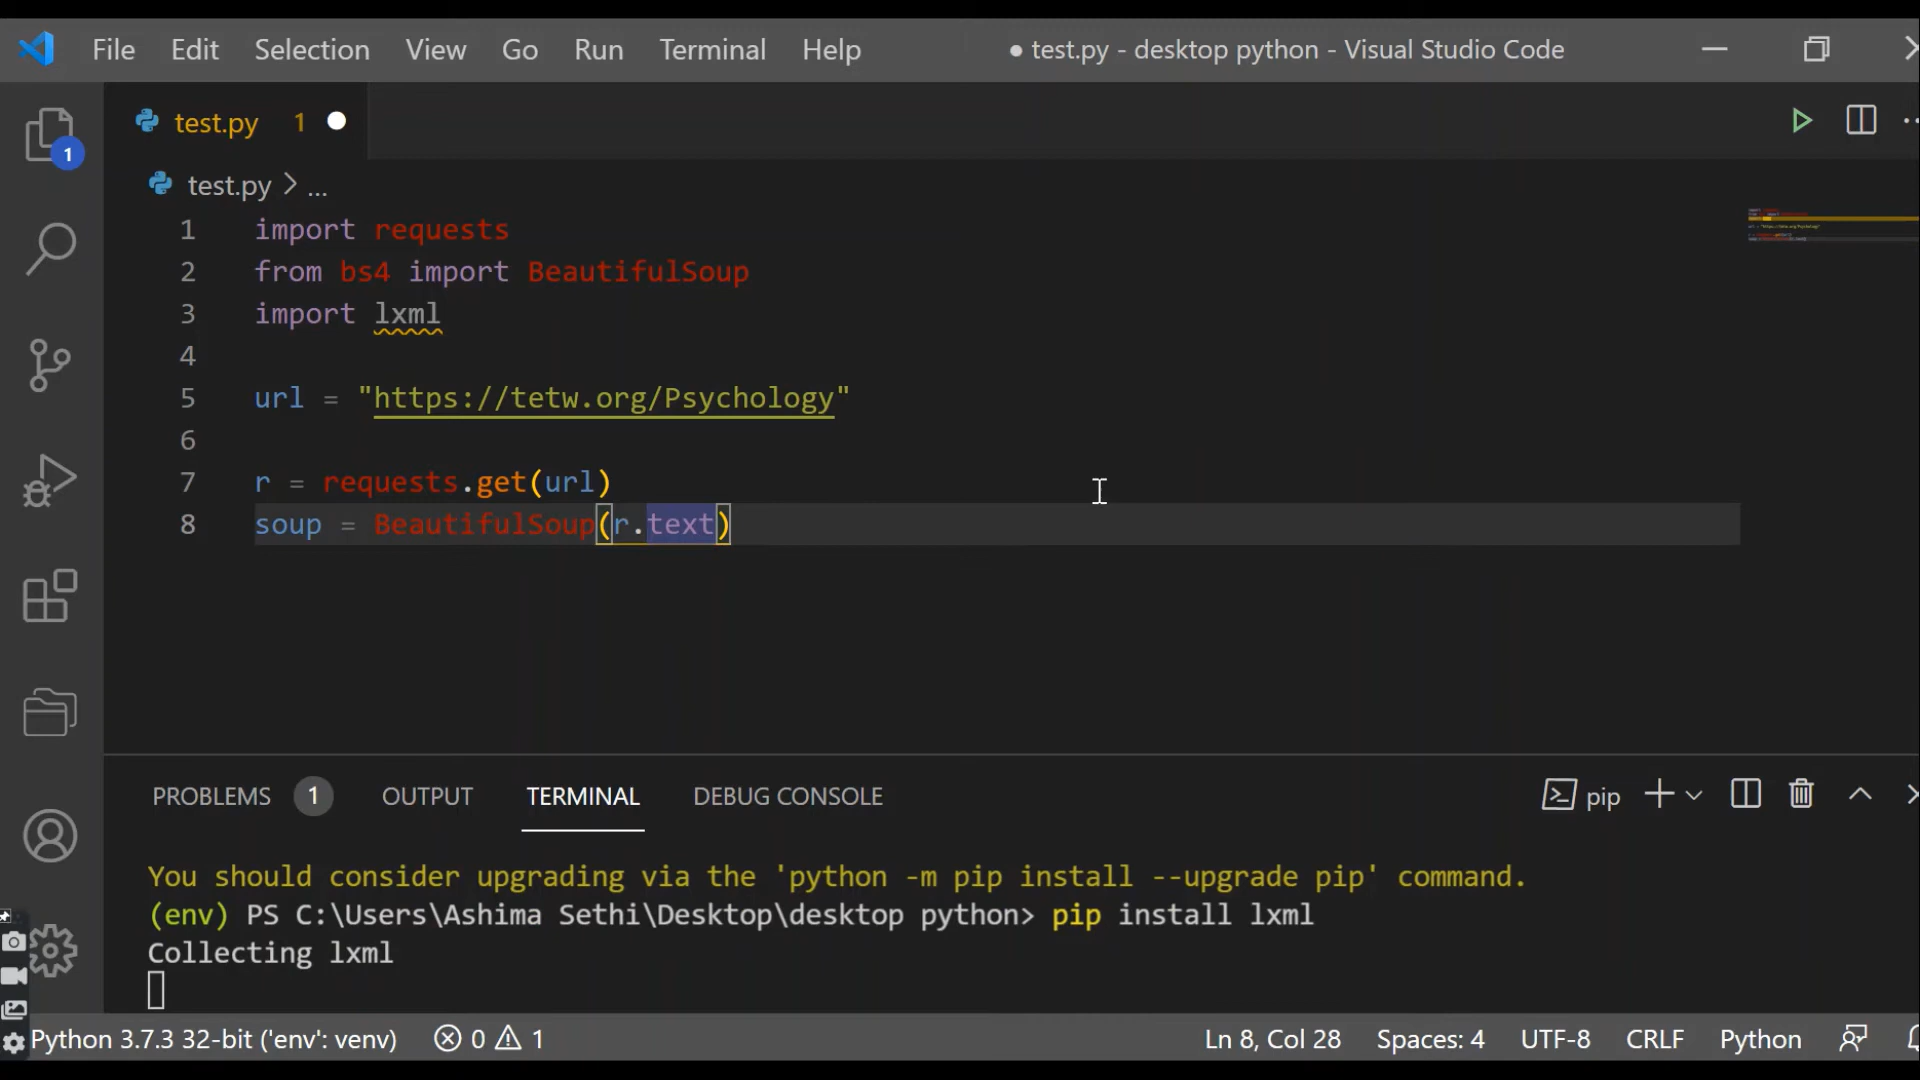 File Edit Selection View Go Run Terminal Help ● test.py - desktop python - Visual Studio Code
test.py 1
1
test.py > ...
1 import requests
2 from bs4 import BeautifulSoup
3 import lxml
4
5 url = "https://tetw.org/Psychology"
6
7 r = requests.get(url)
8 soup = BeautifulSoup(r.text)
PROBLEMS 1 OUTPUT TERMINAL DEBUG CONSOLE pip
You should consider upgrading via the 'python -m pip install --upgrade pip' command.
(env) PS C:\Users\Ashima Sethi\Desktop\desktop python> pip install lxml
Collecting lxml
Python 3.7.3 32-bit ('env': venv) 0 1 Ln 8, Col 28 Spaces: 4 UTF-8 CRLF Python